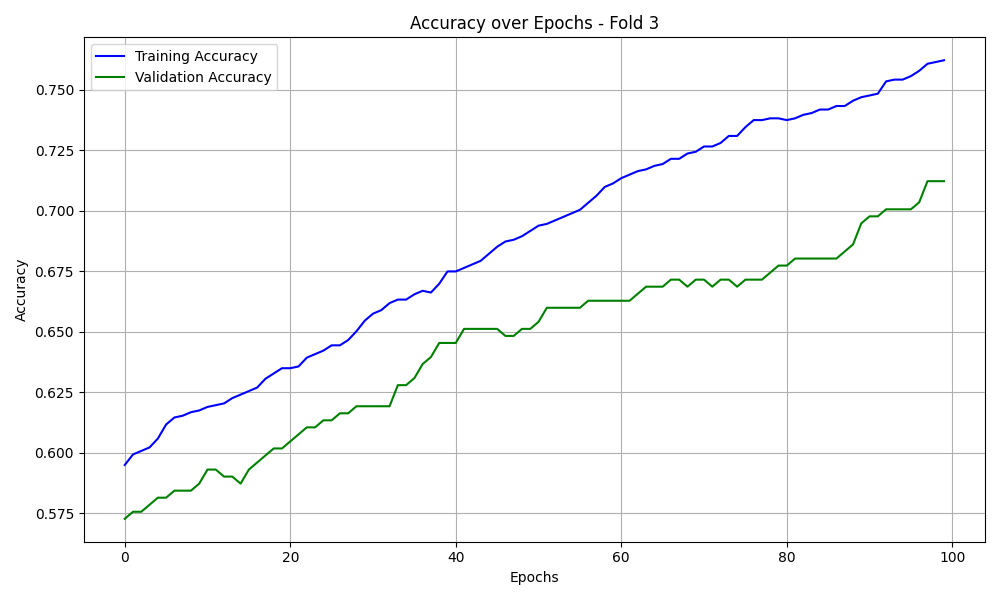 Accuracy over Epochs - Fold 3
Training Accuracy
Validation Accuracy
0.750
0.725
0.700
0.675
0.650
0.625
0.600
0.575
Accuracy
0 20 40 60 80 100
Epochs